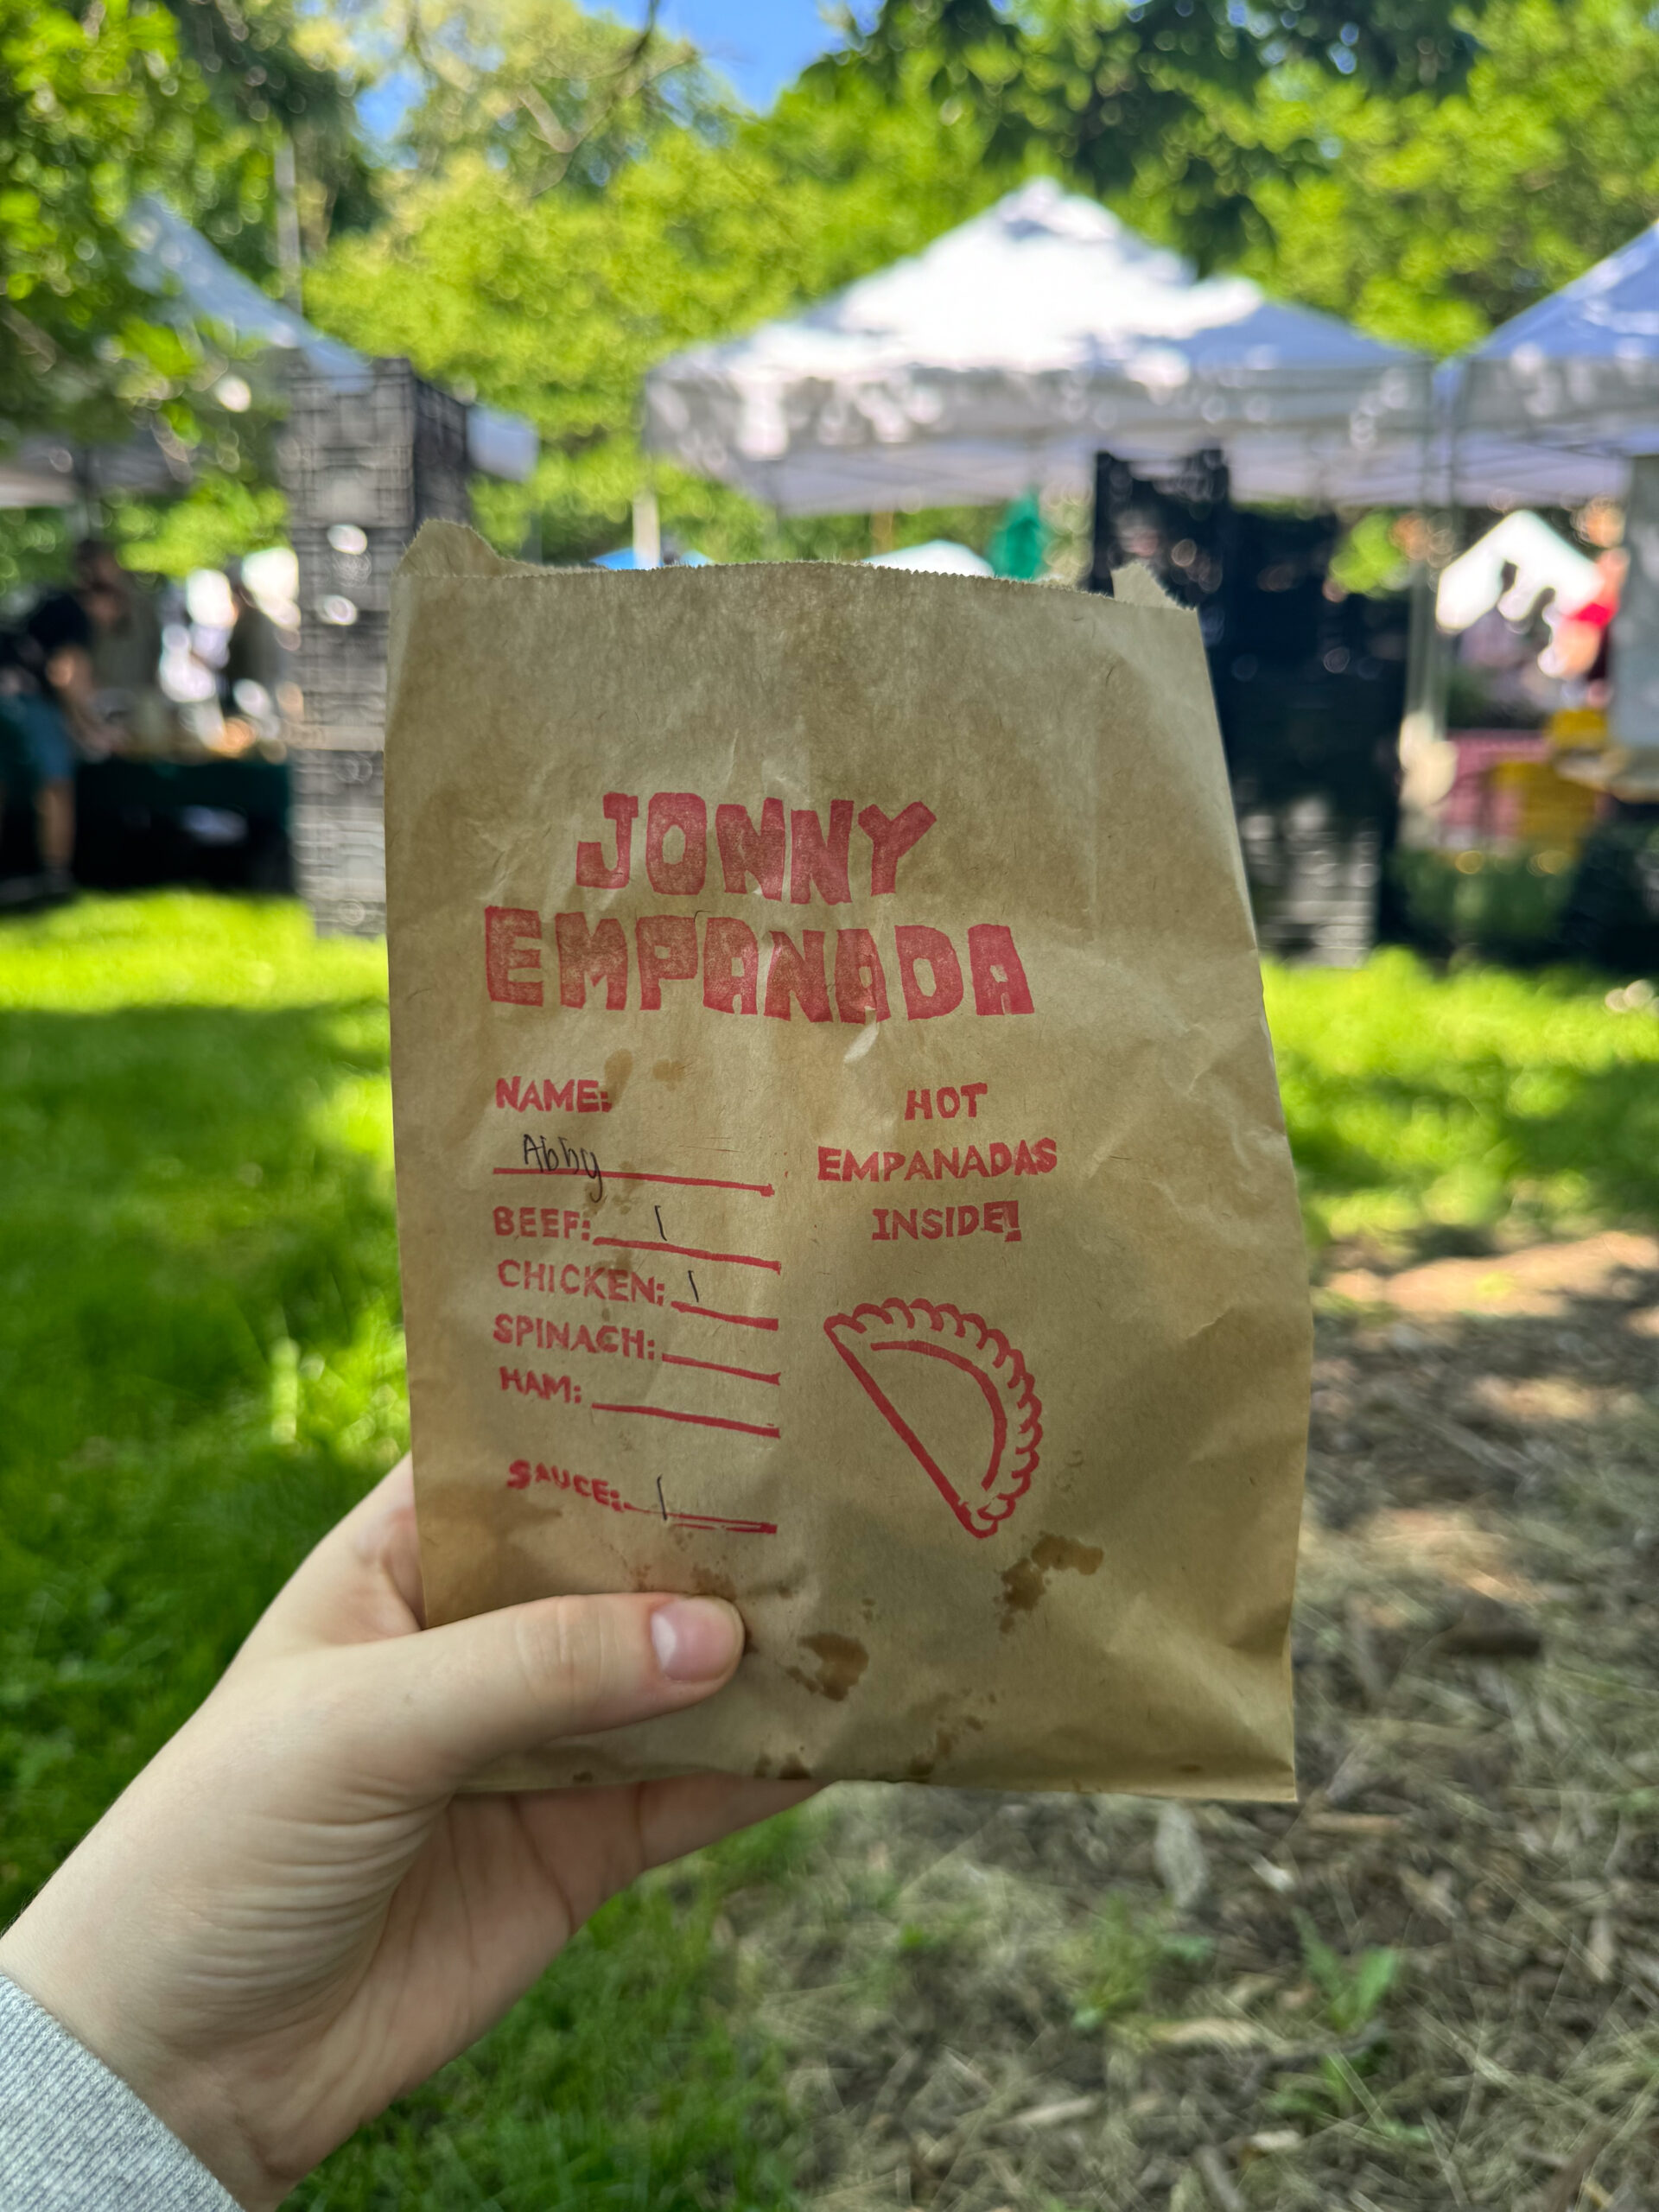 JONNY
EMPANADA
NAME:
Abby
BEEF: 1
CHICKEN: 1
SPINACH:
HAM:
SAUCE: 1
HOT
EMPANADAS
INSIDE!